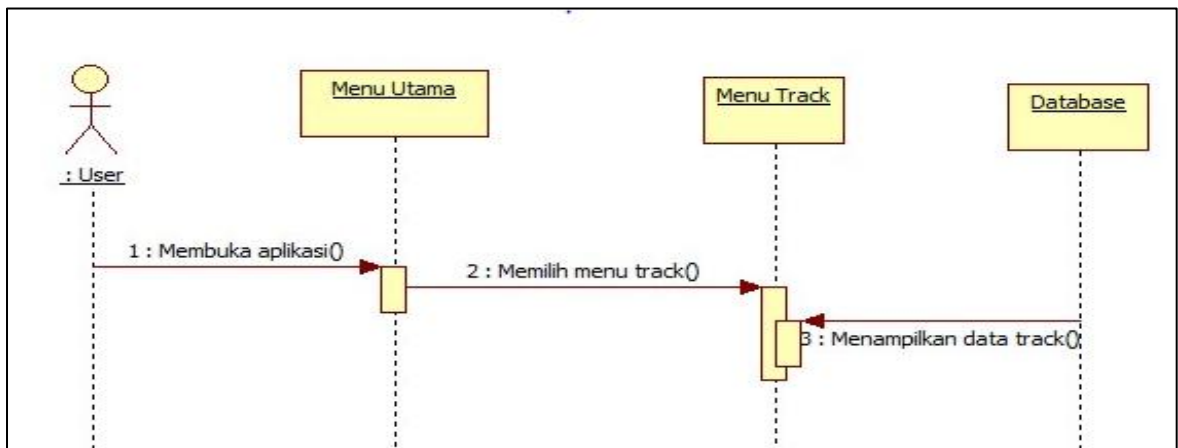 Menu Utama
Menu Track
Database
: User
1 : Membuka aplikasi()
2 : Memilih menu track()
3 : Menampilkan data track()